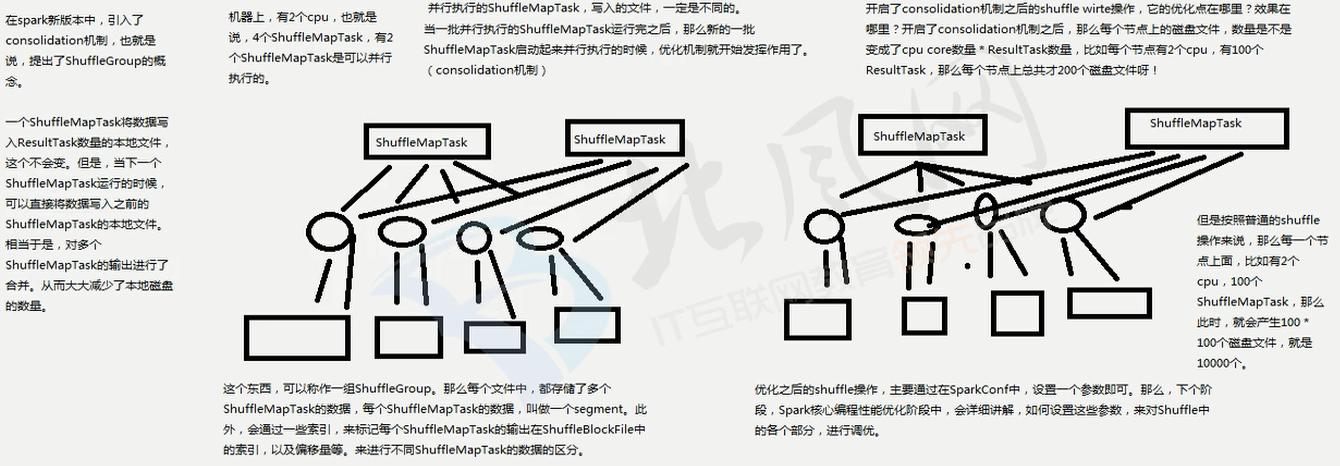 在spark新版本中，引入了
consolidation机制，也就是
说，提出了ShuffleGroup的概
念。
一个ShuffleMapTask将数据写
入ResultTask数量的本地文件，
这个不会变。但是，当下一个
ShuffleMapTask运行的时候，
可以直接将数据写入之前的
ShuffleMapTask的本地文件。
相当于是，对多个
ShuffleMapTask的输出进行了
合并。从而大大减少了本地磁盘
的数量。
机器上，有2个cpu，也就是
说，4个ShuffleMapTask，有2
个ShuffleMapTask是可以并行
执行的。
并行执行的ShuffleMapTask，写入的文件，一定是不同的。
当一批并行执行的ShuffleMapTask运行完之后，那么新的一批
ShuffleMapTask启动起来并行执行的时候，优化机制就开始发挥作用了。
（consolidation机制）
开启了consolidation机制之后的shuffle wirte操作，它的优化点在哪里？效果在
哪里？开启了consolidation机制之后，那么每个节点上的磁盘文件，数量是不是
变成了cpu core数量 * ResultTask数量，比如每个节点有2个cpu，有100个
ResultTask，那么每个节点上总共才200个磁盘文件呀！
ShuffleMapTask
ShuffleMapTask
ShuffleMapTask
ShuffleMapTask
但是按照普通的shuffle
操作来说，那么每一个节
点上面，比如有2个
cpu，100个
ShuffleMapTask，那么
此时，就会产生100 *
100个磁盘文件，就是
10000个。
这个东西，可以称作一组ShuffleGroup。那么每个文件中，都存储了多个
ShuffleMapTask的数据，每个ShuffleMapTask的数据，叫做一个segment。此
外，会通过一些索引，来标记每个ShuffleMapTask的输出在ShuffleBlockFile中
的索引，以及偏移量等。来进行不同ShuffleMapTask的数据的区分。
优化之后的shuffle操作，主要通过在SparkConf中，设置一个参数即可。那么，下个阶
段，Spark核心编程性能优化阶段中，会详细讲解，如何设置这些参数，来对Shuffle中
的各个部分，进行调优。
北风网
IT互联网教育领先.com